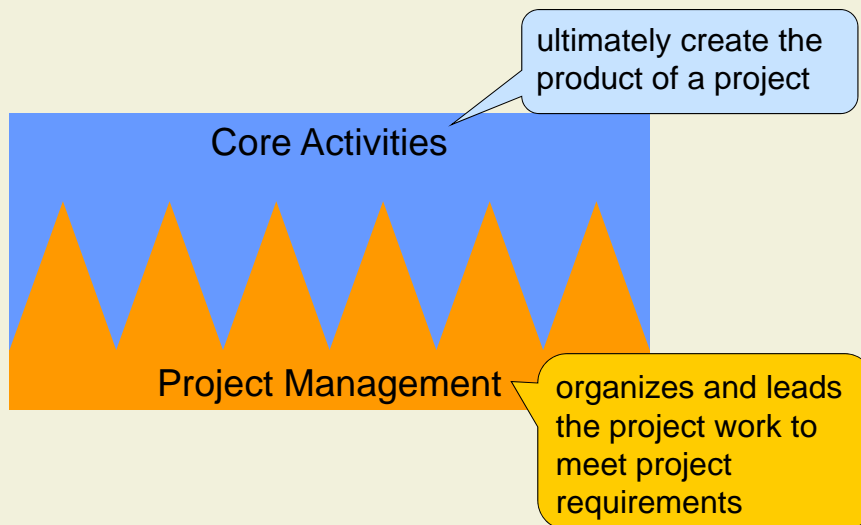 ultimately create the
product of a project
Core Activities
Project Management
organizes and leads
the project work to
meet project
requirements